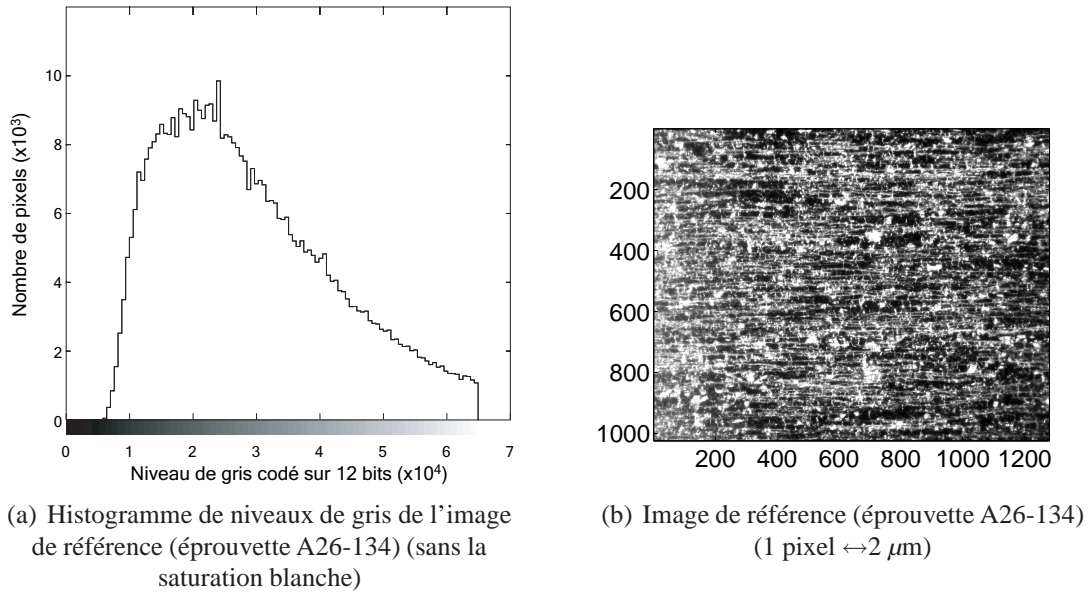 10
8
6
4
2
0
Nombre de pixels (x10³)
0 1 2 3 4 5 6 7
Niveau de gris codé sur 12 bits (x10⁴)
(a) Histogramme de niveaux de gris de l'image
de référence (éprouvette A26-134) (sans la
saturation blanche)
200
400
600
800
1000
200 400 600 800 1000 1200
(b) Image de référence (éprouvette A26-134)
(1 pixel ↔2 µm)